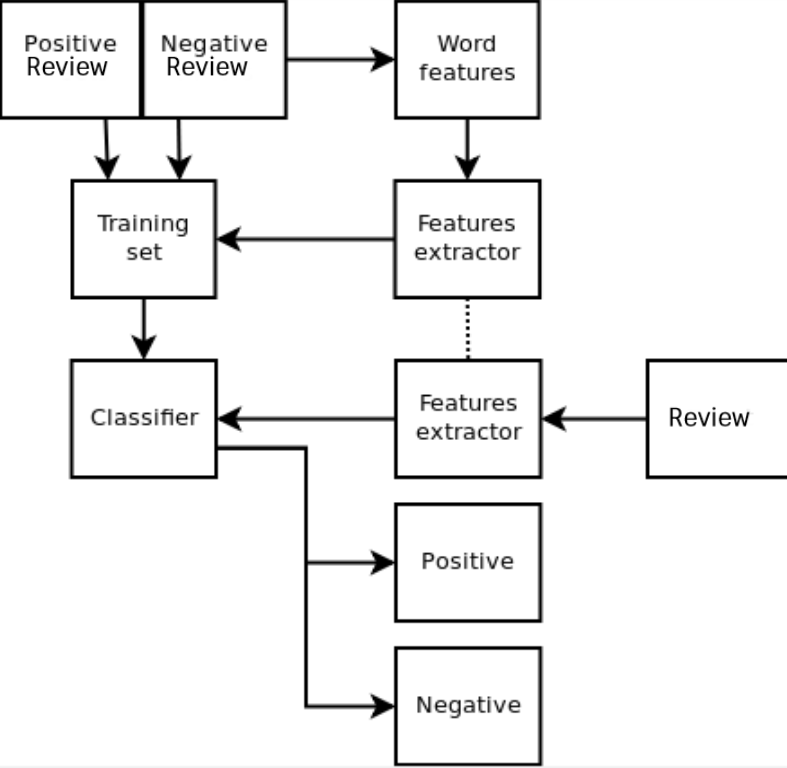 Positive
Review
Negative
Review
Word
features
Training
set
Features
extractor
Classifier
Features
extractor
Review
Positive
Negative